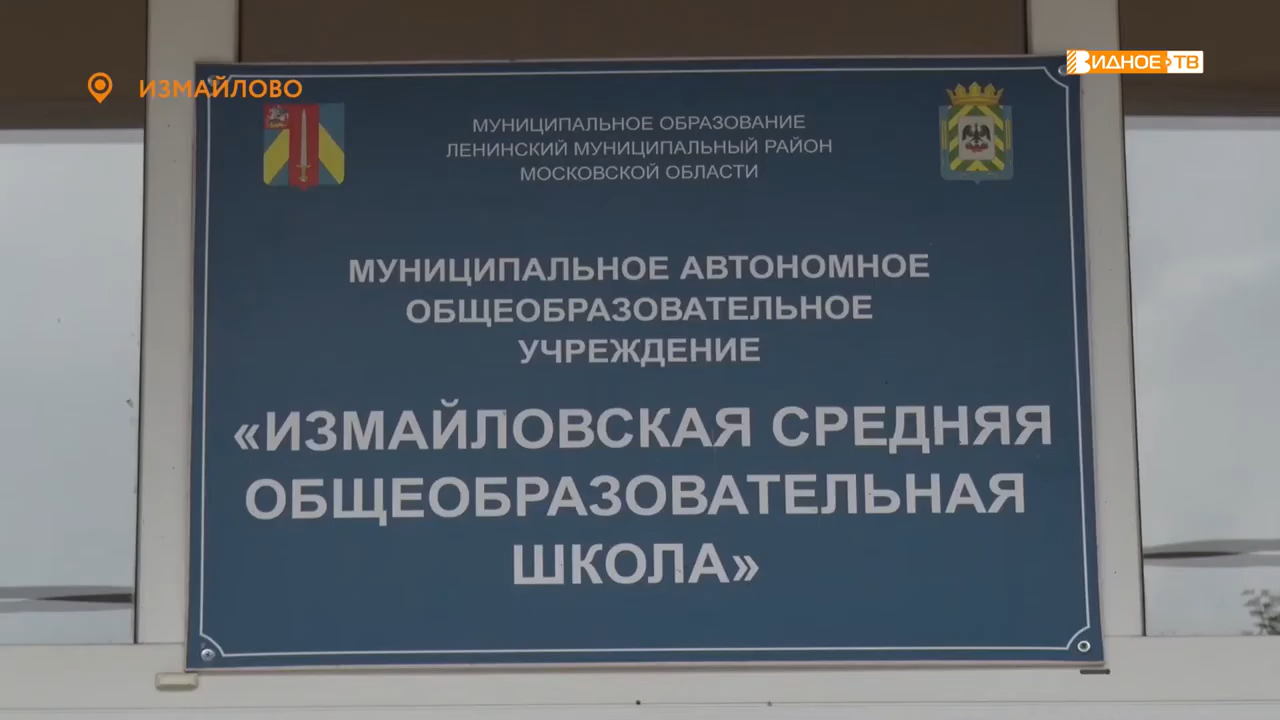 ИЗМАЙЛОВО
ВИДНОЕ ТВ
МУНИЦИПАЛЬНОЕ ОБРАЗОВАНИЕ
ЛЕНИНСКИЙ МУНИЦИПАЛЬНЫЙ РАЙОН
МОСКОВСКОЙ ОБЛАСТИ
МУНИЦИПАЛЬНОЕ АВТОНОМНОЕ
ОБЩЕОБРАЗОВАТЕЛЬНОЕ
УЧРЕЖДЕНИЕ
«ИЗМАЙЛОВСКАЯ СРЕДНЯЯ
ОБЩЕОБРАЗОВАТЕЛЬНАЯ
ШКОЛА»